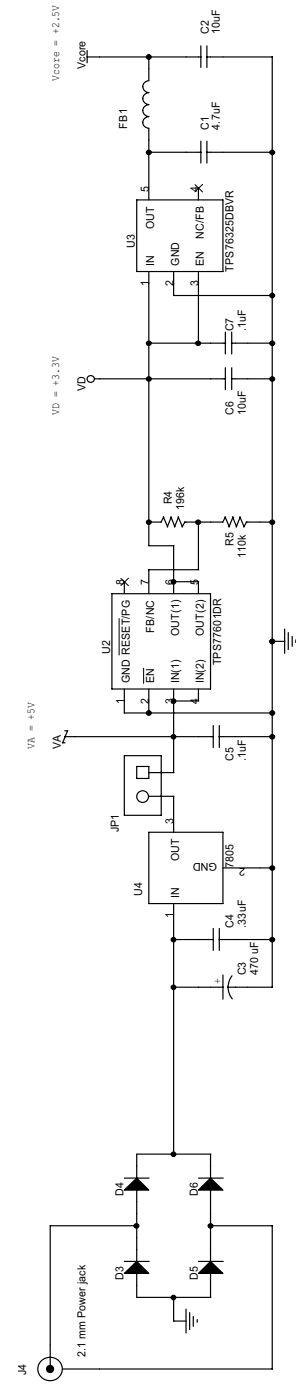 J4
2.1 mm Power jack
D3
D4
D5
D6
C3
470 uF
+
C4
.33uF
U4
IN
OUT
GND
7805
1
3
2
JP1
VA = +5V
VA
C5
.1uF
U2
GND
EN
IN(1)
IN(2)
RESET/PG
FB/NC
OUT(1)
OUT(2)
1
2
3
4
8
7
6
5
TPS77601DR
R4
196k
R5
110k
VD = +3.3V
VD
C6
10uF
C7
.1uF
U3
IN
GND
EN
OUT
NC/FB
1
2
3
5
4
TPS76325DBVR
FB1
C1
4.7uF
Vcore = +2.5V
Vcore
C2
10uF